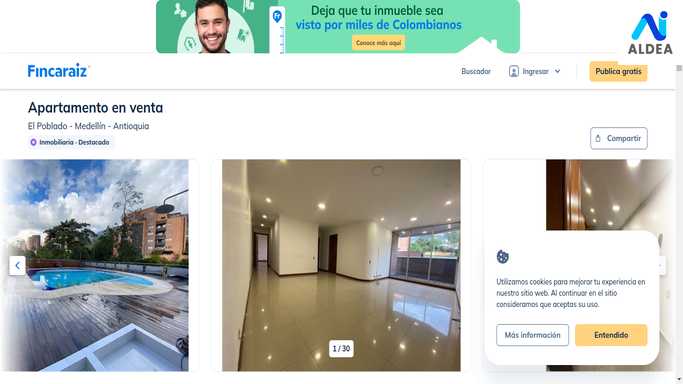 Deja que tu inmueble sea
visto por miles de Colombianos
Conoce más aquí
Fr
ALDEA
Fincaraiz
Buscador
Ingresar
Publica gratis
Apartamento en venta
El Poblado - Medellín - Antioquia
Inmobiliaria - Destacado
Compartir
1 / 30
Utilizamos cookies para mejorar tu experiencia en
nuestro sitio web. Al continuar en el sitio
consideramos que aceptas su uso.
Más información
Entendido